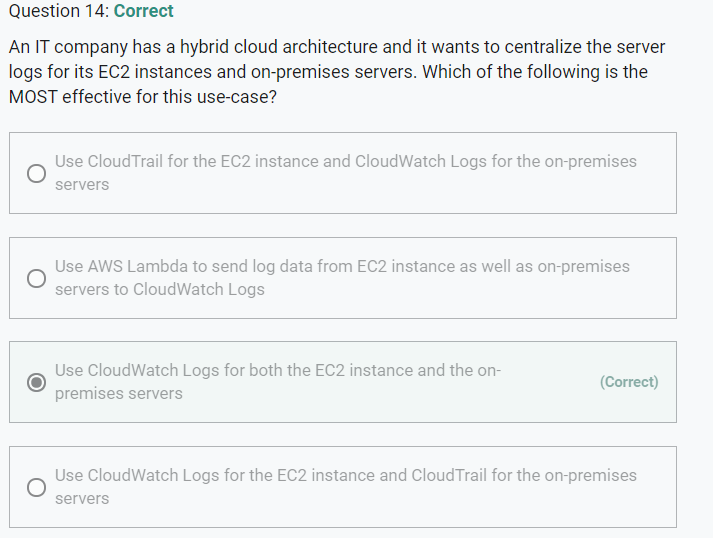 Question 14: Correct
An IT company has a hybrid cloud architecture and it wants to centralize the server
logs for its EC2 instances and on-premises servers. Which of the following is the
MOST effective for this use-case?
Use CloudTrail for the EC2 instance and CloudWatch Logs for the on-premises
servers
Use AWS Lambda to send log data from EC2 instance as well as on-premises
servers to CloudWatch Logs
Use CloudWatch Logs for both the EC2 instance and the on-
premises servers
(Correct)
Use CloudWatch Logs for the EC2 instance and CloudTrail for the on-premises
servers